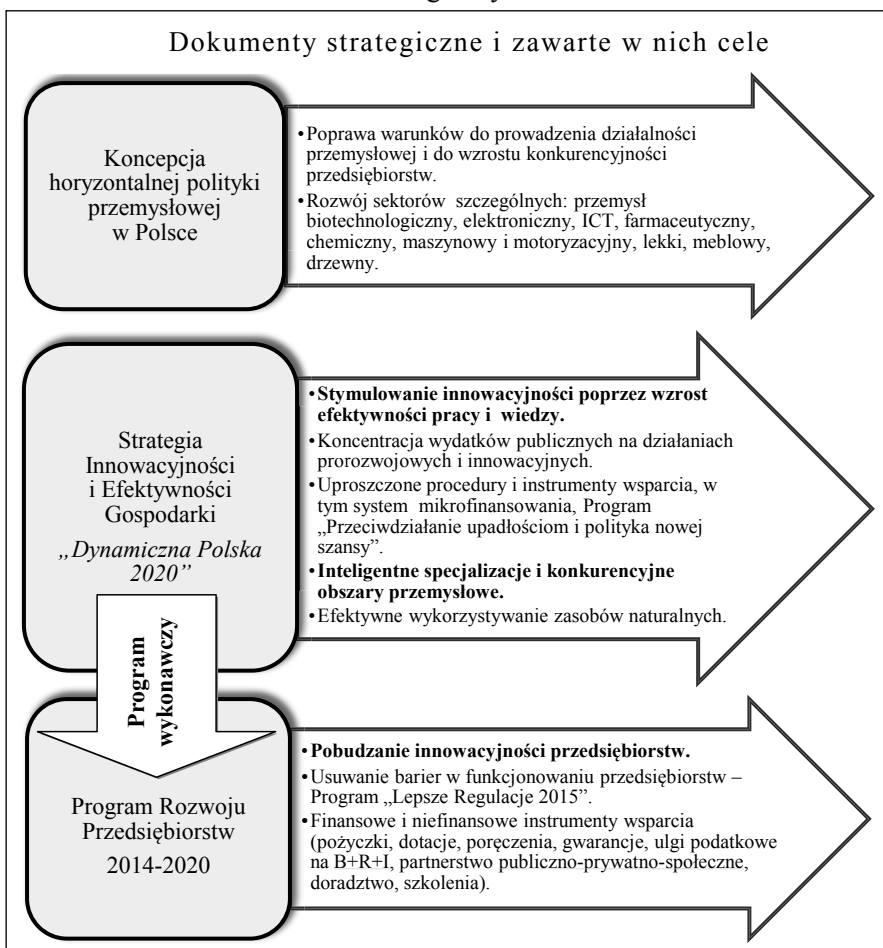 Dokumenty strategiczne i zawarte w nich cele
Koncepcja
horyzontalnej polityki
przemysłowej
w Polsce
•Poprawa warunków do prowadzenia działalności
przemysłowej i do wzrostu konkurencyjności
przedsiębiorstw.
•Rozwój sektorów szczególnych: przemysł
biotechnologiczny, elektroniczny, ICT, farmaceutyczny,
chemiczny, maszynowy i motoryzacyjny, lekki, meblowy,
drzewny.
Strategia
Innowacyjności
i Efektywności
Gospodarki
„Dynamiczna Polska
2020”
•Stymulowanie innowacyjności poprzez wzrost
efektywności pracy i wiedzy.
•Koncentracja wydatków publicznych na działaniach
prorozwojowych i innowacyjnych.
•Uproszczone procedury i instrumenty wsparcia, w
tym system mikrofinansowania, Program
„Przeciwdziałanie upadłościom i polityka nowej
szansy”.
•Inteligentne specjalizacje i konkurencyjne
obszary przemysłowe.
•Efektywne wykorzystywanie zasobów naturalnych.
Program
wykonawczy
Program Rozwoju
Przedsiębiorstw
2014-2020
•Pobudzanie innowacyjności przedsiębiorstw.
•Usuwanie barier w funkcjonowaniu przedsiębiorstw –
Program „Lepsze Regulacje 2015”.
•Finansowe i niefinansowe instrumenty wsparcia
(pożyczki, dotacje, poręczenia, gwarancje, ulgi podatkowe
na B+R+I, partnerstwo publiczno-prywatno-społeczne,
doradztwo, szkolenia).